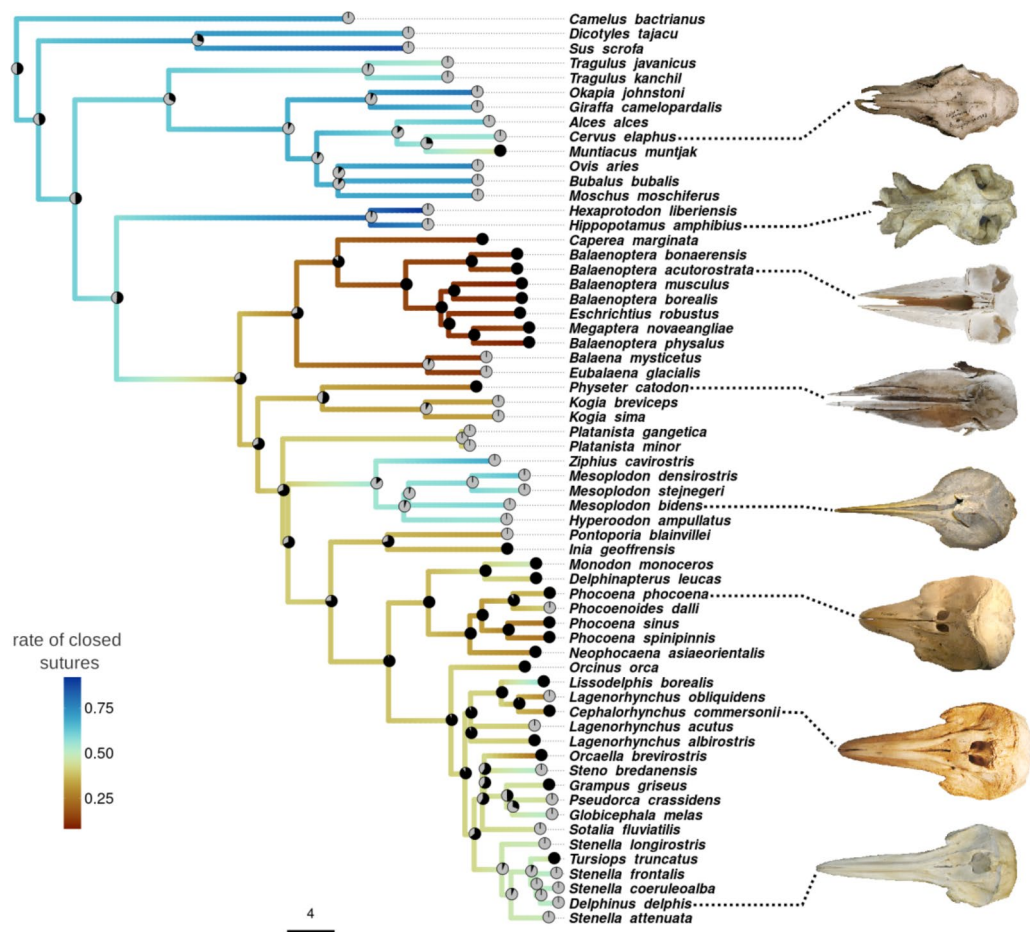 Camelus bactrianus
Dicotyles tajacu
Sus scrofa
Tragulus javanicus
Tragulus kanchil
Okapia johnstoni
Giraffa camelopardalis
Alces alces
Cervus elaphus
Muntiacus muntjak
Ovis aries
Bubalus bubalis
Moschus moschiferus
Hexaprotodon liberiensis
Hippopotamus amphibius
Caperea marginata
Balaenoptera bonaerensis
Balaenoptera acutorostrata
Balaenoptera musculus
Balaenoptera borealis
Eschrichtius robustus
Megaptera novaeangliae
Balaenoptera physalus
Balaena mysticetus
Eubalaena glacialis
Physeter catodon
Kogia breviceps
Kogia sima
Platanista gangetica
Platanista minor
Ziphius cavirostris
Mesoplodon densirostris
Mesoplodon stejnegeri
Mesoplodon bidens
Hyperoodon ampullatus
Pontoporia blainvillei
Inia geoffrensis
Monodon monoceros
Delphinapterus leucas
Phocoena phocoena
Phocoenoides dalli
Phocoena sinus
Phocoena spinipinnis
Neophocaena asiaeorientalis
Orcinus orca
Lissodelphis borealis
Lagenorhynchus obliquidens
Cephalorhynchus commersonii
Lagenorhynchus acutus
Lagenorhynchus albirostris
Orcaella brevirostris
Steno bredanensis
Grampus griseus
Pseudorca crassidens
Globicephala melas
Sotalia fluviatilis
Stenella longirostris
Tursiops truncatus
Stenella frontalis
Stenella coeruleoalba
Delphinus delphis
Stenella attenuata
rate of closed
sutures
0.75
0.50
0.25
4